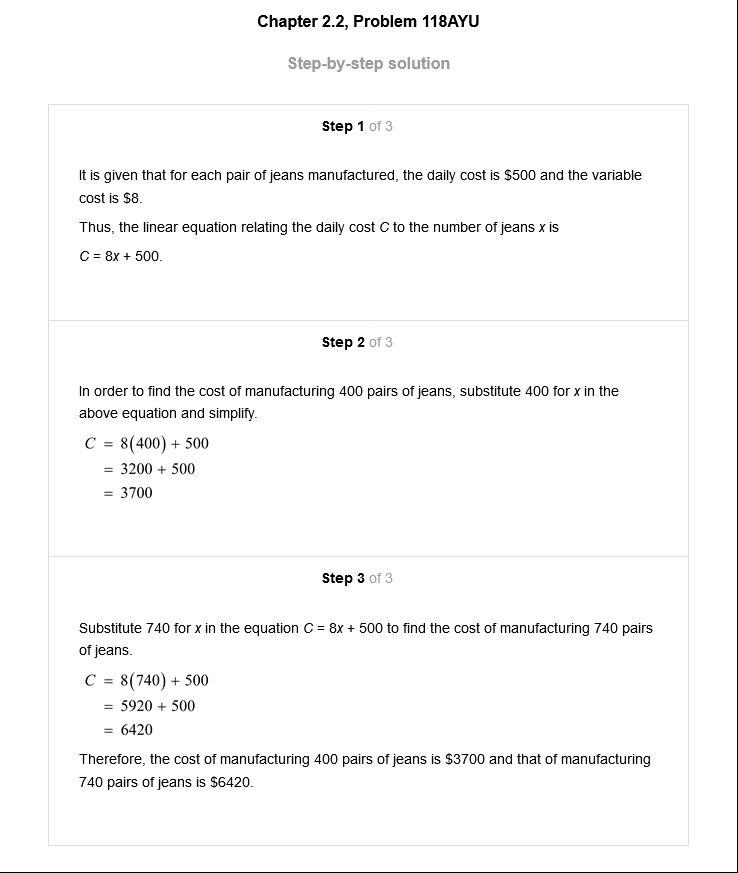 Chapter 2.2, Problem 118AYU
Step-by-step solution
Step 1 of 3
It is given that for each pair of jeans manufactured, the daily cost is $500 and the variable
cost is $8.
Thus, the linear equation relating the daily cost C to the number of jeans x is
C = 8x + 500.
Step 2 of 3
In order to find the cost of manufacturing 400 pairs of jeans, substitute 400 for x in the
above equation and simplify.
C = 8(400) + 500
= 3200 + 500
= 3700
Step 3 of 3
Substitute 740 for x in the equation C = 8x + 500 to find the cost of manufacturing 740 pairs
of jeans.
C = 8(740) + 500
= 5920 + 500
= 6420
Therefore, the cost of manufacturing 400 pairs of jeans is $3700 and that of manufacturing
740 pairs of jeans is $6420.